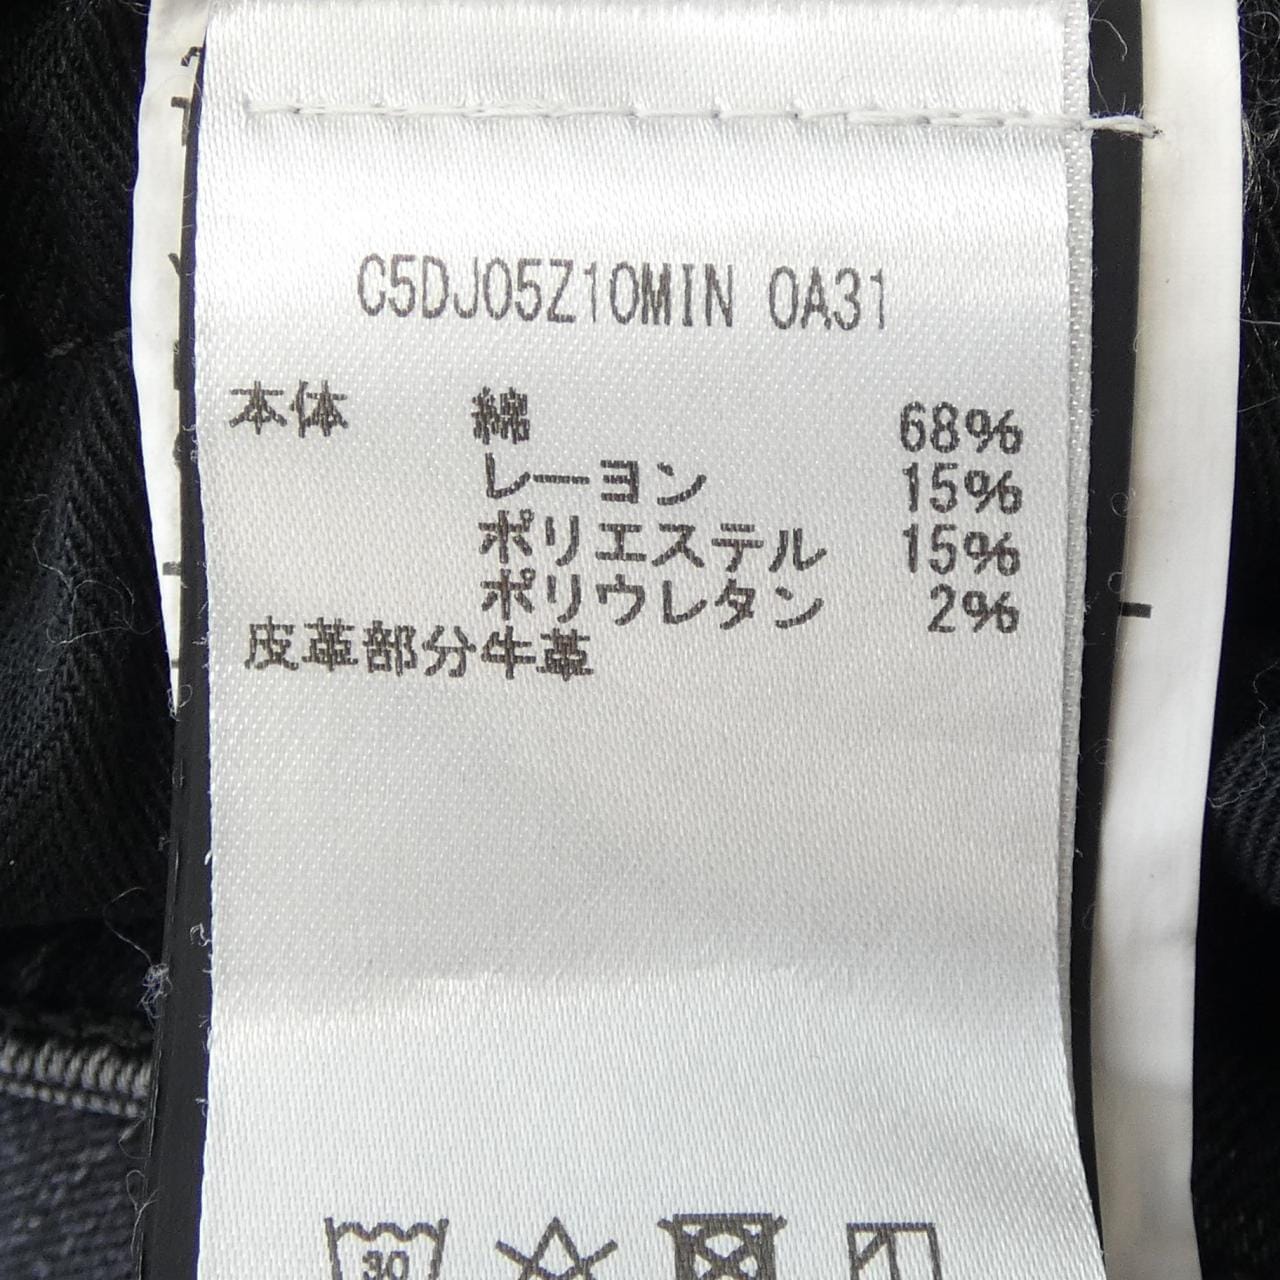 C5DJ05Z10MIN 0A31
本体 綿 68%
レーヨン 15%
ポリエステル 15%
ポリウレタン 2%
皮革部分牛革
30